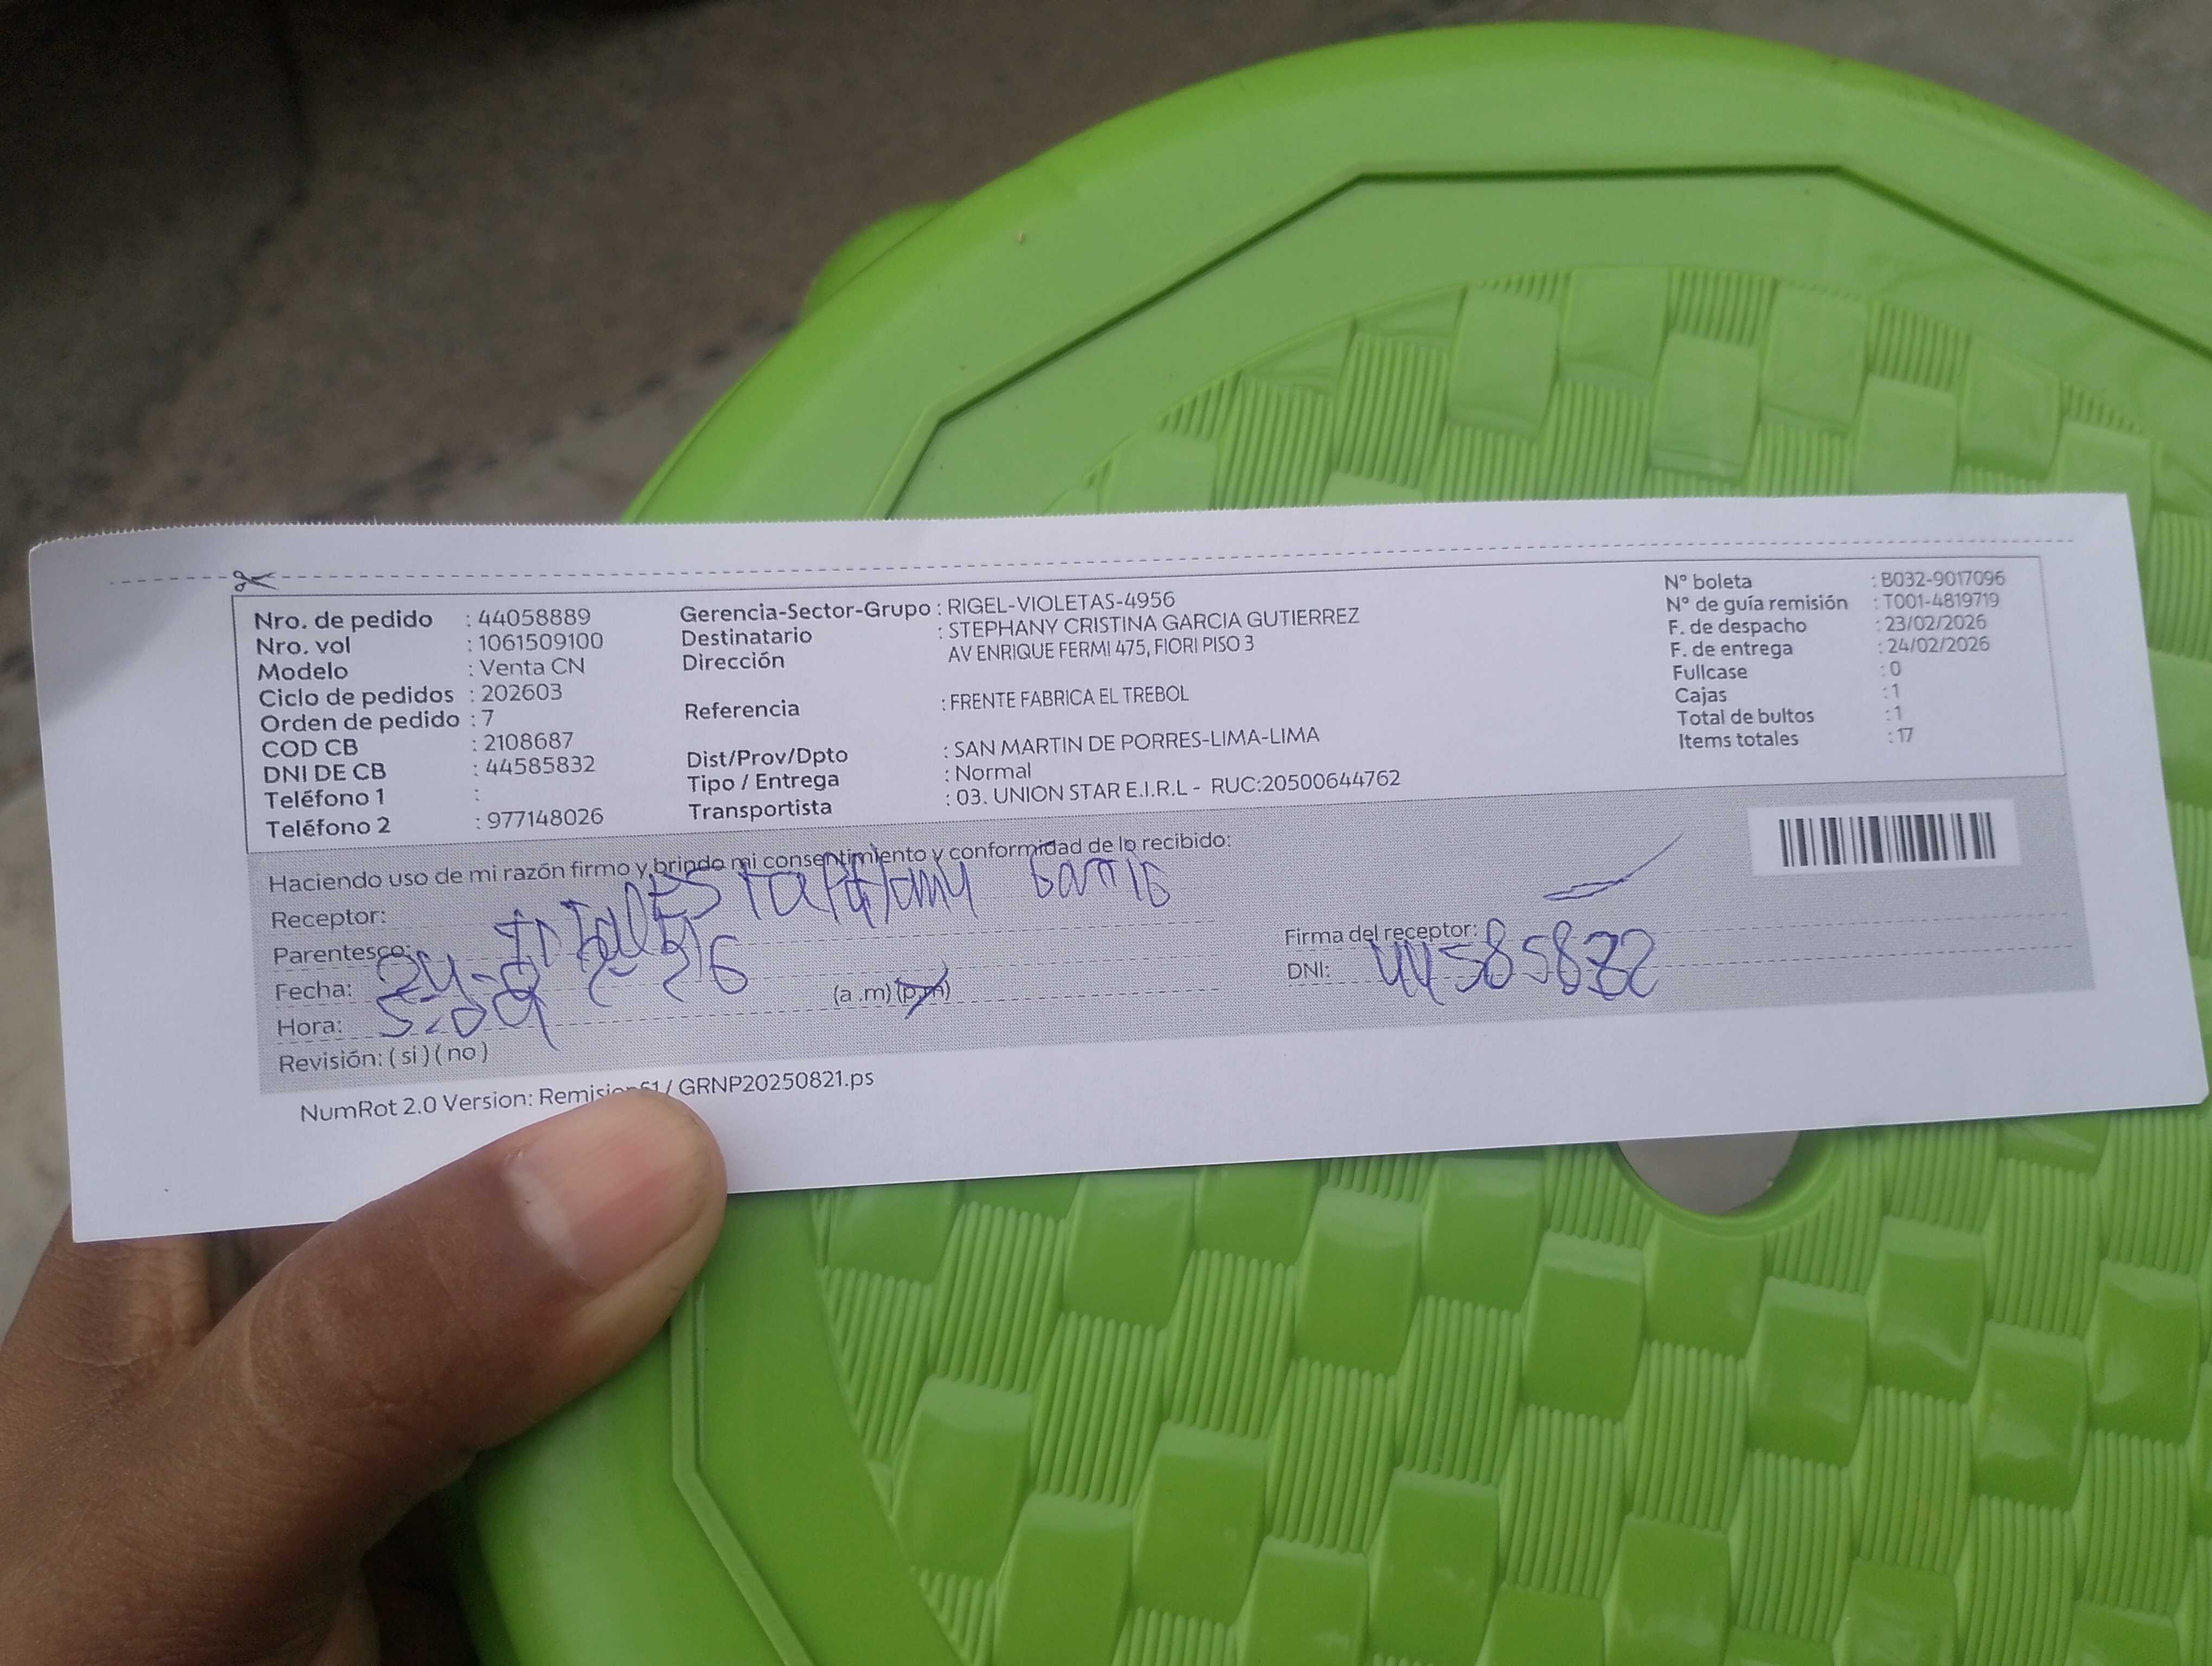 Nro. de pedido : 44058889
Nro. vol : 1061509100
Modelo : Venta CN
Ciclo de pedidos : 202603
Orden de pedido : 7
COD CB : 2108687
DNI DE CB : 44585832
Teléfono 1 :
Teléfono 2 : 977148026
Gerencia-Sector-Grupo : RIGEL-VIOLETAS-4956
Destinatario : STEPHANY CRISTINA GARCIA GUTIERREZ
Dirección AV ENRIQUE FERMI 475, FIORI PISO 3
Referencia : FRENTE FABRICA EL TREBOL
Dist/Prov/Dpto : SAN MARTIN DE PORRES-LIMA-LIMA
Tipo / Entrega : Normal
Transportista : 03. UNION STAR E.I.R.L - RUC:20500644762
N° boleta : B032-9017096
N° de guía remisión : T001-4819719
F. de despacho : 23/02/2026
F. de entrega : 24/02/2026
Fullcase : 0
Cajas : 1
Total de bultos : 1
Items totales : 17
Haciendo uso de mi razón firmo y brindo mi consentimiento y conformidad de lo recibido:
Receptor:
Parentesco:
Fecha:
Hora: (a .m) (p.m)
Revisión: ( si ) ( no )
Firma del receptor:
DNI:
NumRot 2.0 Version: / GRNP20250821.ps